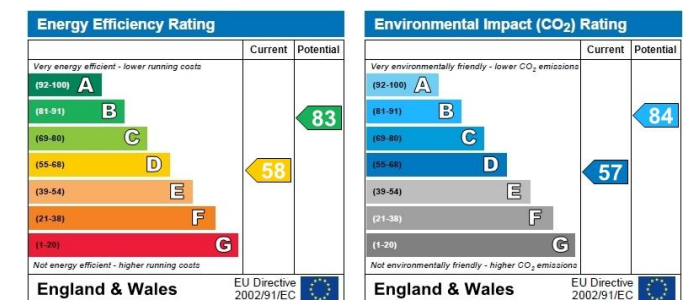 Energy Efficiency Rating
Current Potential
Very energy efficient - lower running costs
(92-100) A
(81-91) B
83
(69-80) C
(55-68) D
58
(39-54) E
(21-38) F
(1-20) G
Not energy efficient - higher running costs
England & Wales
EU Directive
2002/91/EC
Environmental Impact (CO2) Rating
Current Potential
Very environmentally friendly - lower CO2 emissions
(92-100) A
(81-91) B
84
(69-80) C
(55-68) D
57
(39-54) E
(21-38) F
(1-20) G
Not environmentally friendly - higher CO2 emissions
England & Wales
EU Directive
2002/91/EC